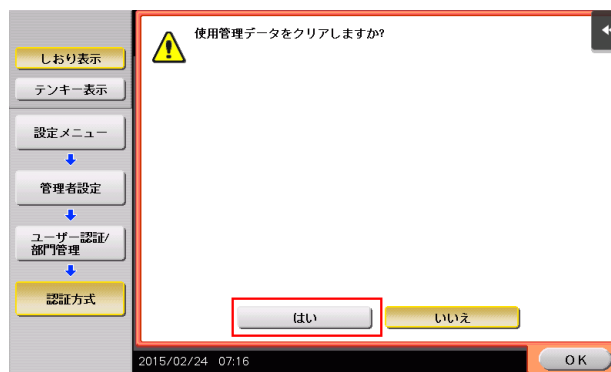 使用管理データをクリアしますか?
しおり表示
テンキー表示
設定メニュー
管理者設定
ユーザー認証/
部門管理
認証方式
はい
いいえ
2015/02/24 07:16
OK